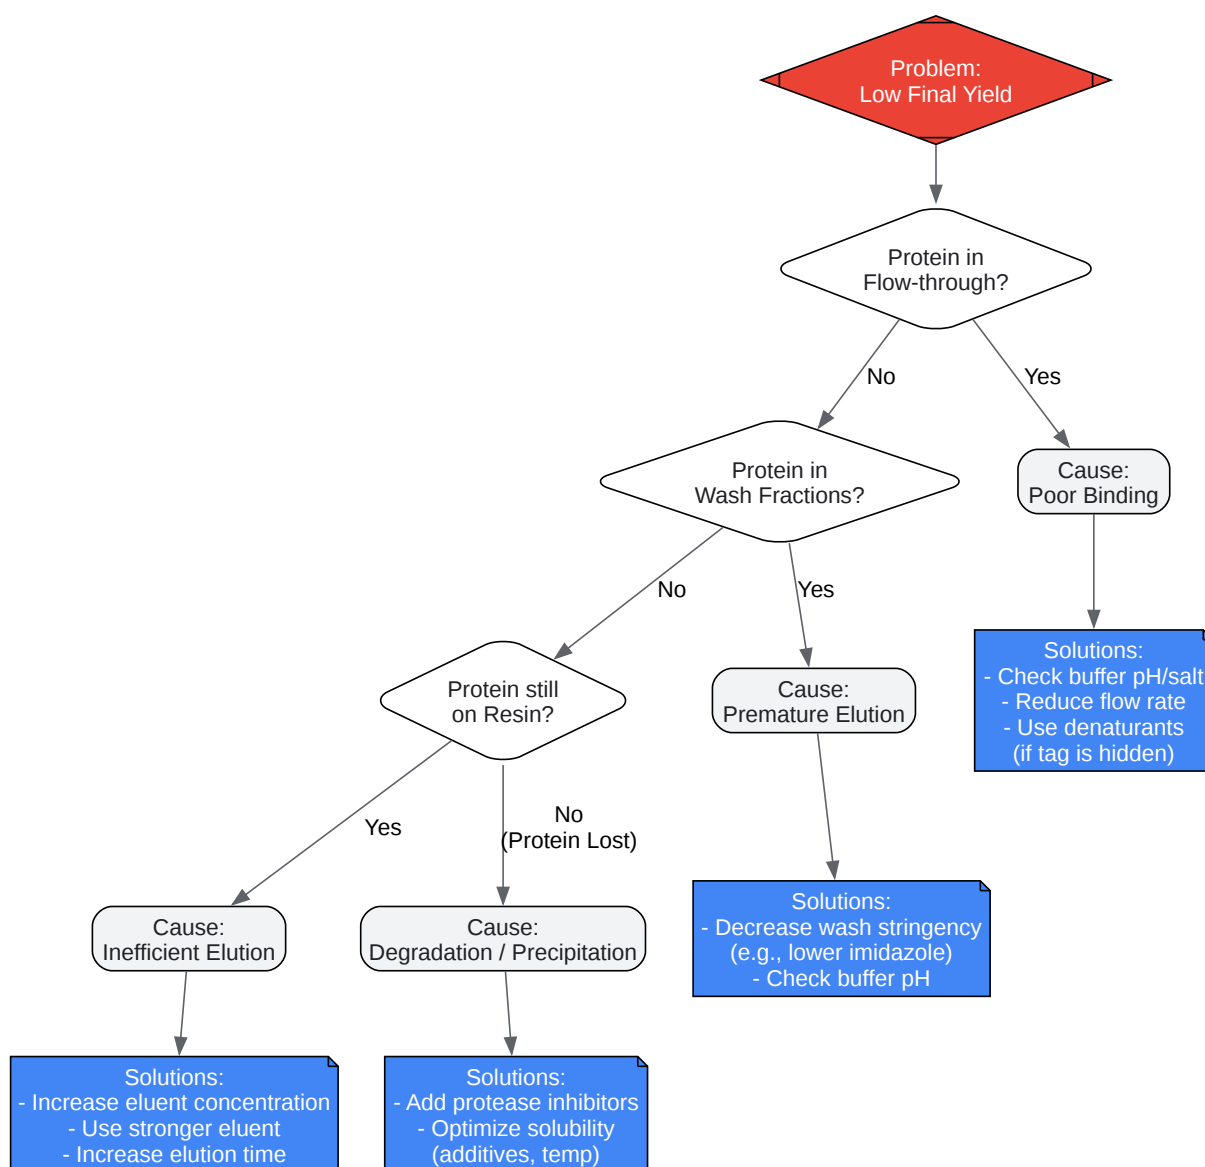 Problem:
Low Final Yield
Protein in
Flow-through?
No
Yes
Protein in
Wash Fractions?
Cause:
Poor Binding
No
Yes
Solutions:
- Check buffer pH/salt
- Reduce flow rate
- Use denaturants
(if tag is hidden)
Protein still
on Resin?
Cause:
Premature Elution
Yes
No
(Protein Lost)
Solutions:
- Decrease wash stringency
(e.g., lower imidazole)
- Check buffer pH
Cause:
Inefficient Elution
Cause:
Degradation / Precipitation
Solutions:
- Increase eluent concentration
- Use stronger eluent
- Increase elution time
Solutions:
- Add protease inhibitors
- Optimize solubility
(additives, temp)